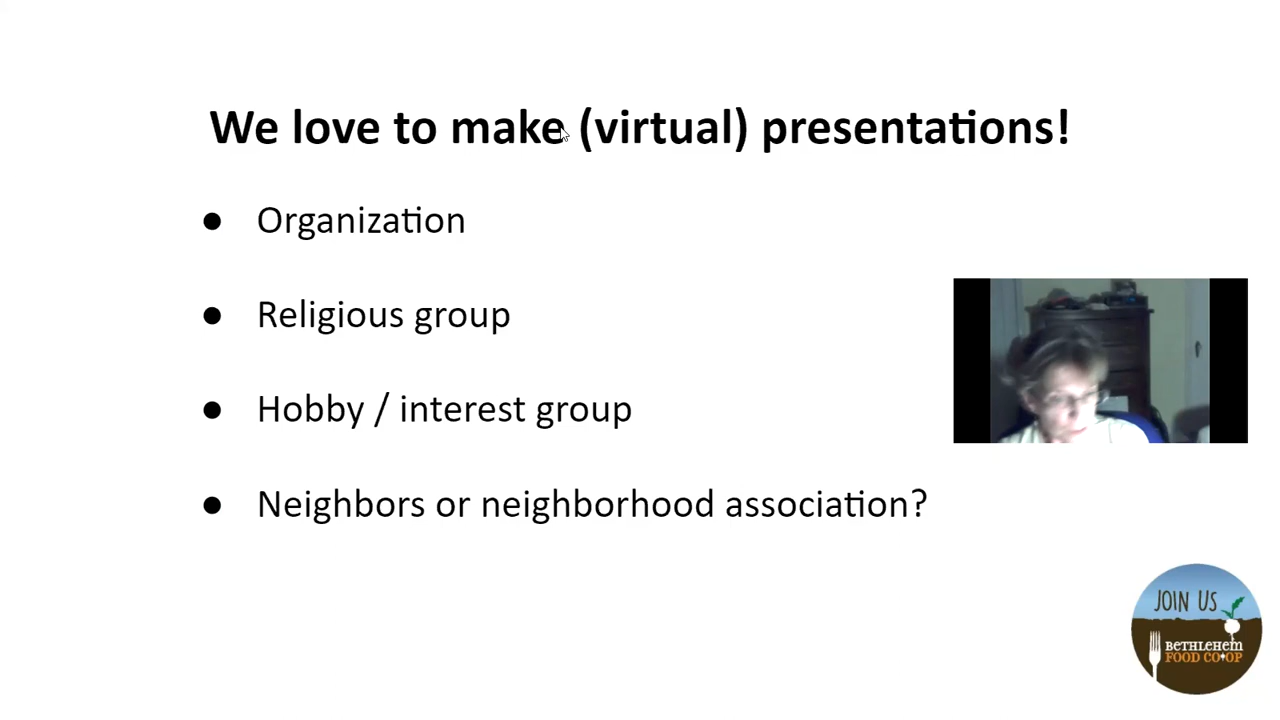 We love to make (virtual) presentations!
● Organization
● Religious group
● Hobby / interest group
● Neighbors or neighborhood association?
JOIN US
BETHLEHEM
FOOD CO•OP